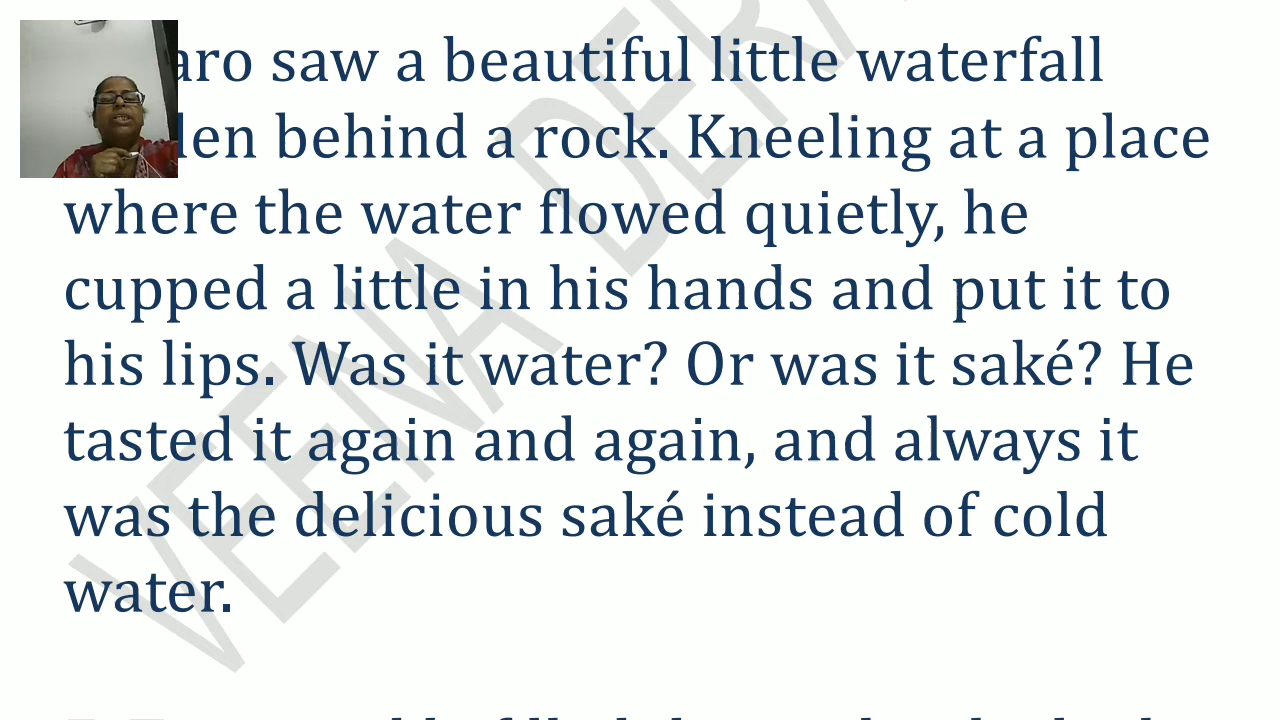 aro saw a beautiful little waterfall
den behind a rock. Kneeling at a place
where the water flowed quietly, he
cupped a little in his hands and put it to
his lips. Was it water? Or was it saké? He
tasted it again and again, and always it
was the delicious saké instead of cold
water.
VEENA